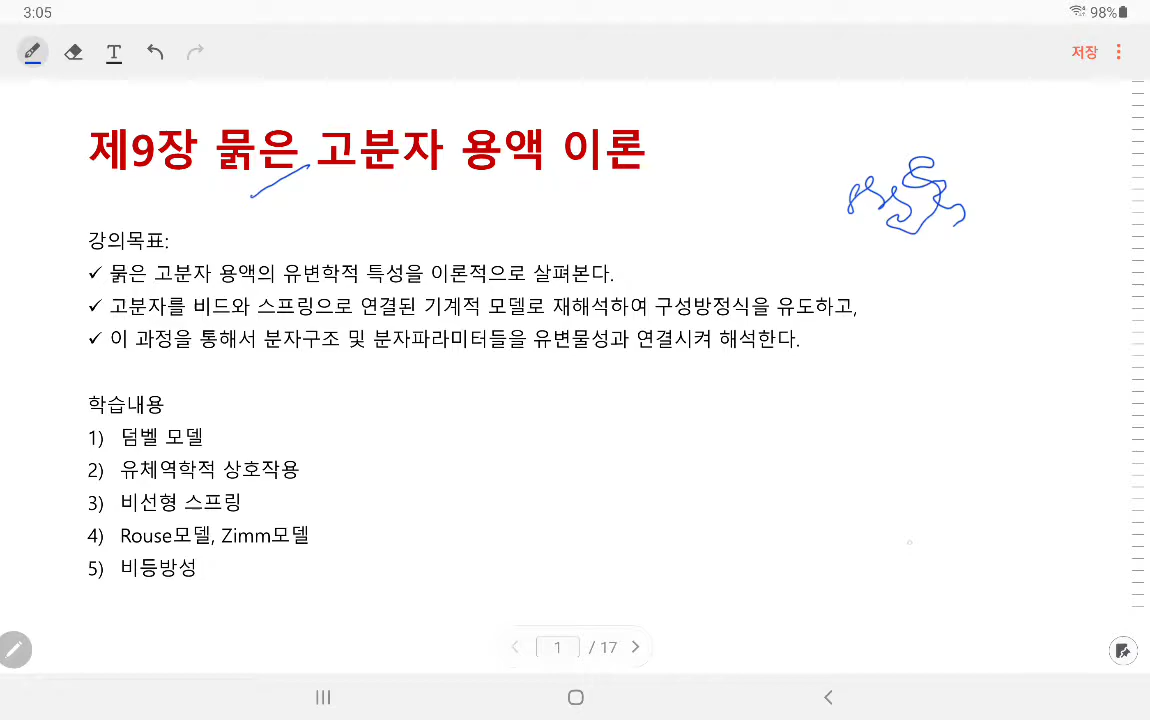 3:05
98%
T
저장
제9장 묽은 고분자 용액 이론
강의목표:
✓ 묽은 고분자 용액의 유변학적 특성을 이론적으로 살펴본다.
✓ 고분자를 비드와 스프링으로 연결된 기계적 모델로 재해석하여 구성방정식을 유도하고,
✓ 이 과정을 통해서 분자구조 및 분자파라미터들을 유변물성과 연결시켜 해석한다.
학습내용
1) 덤벨 모델
2) 유체역학적 상호작용
3) 비선형 스프링
4) Rouse모델, Zimm모델
5) 비등방성
1 / 17